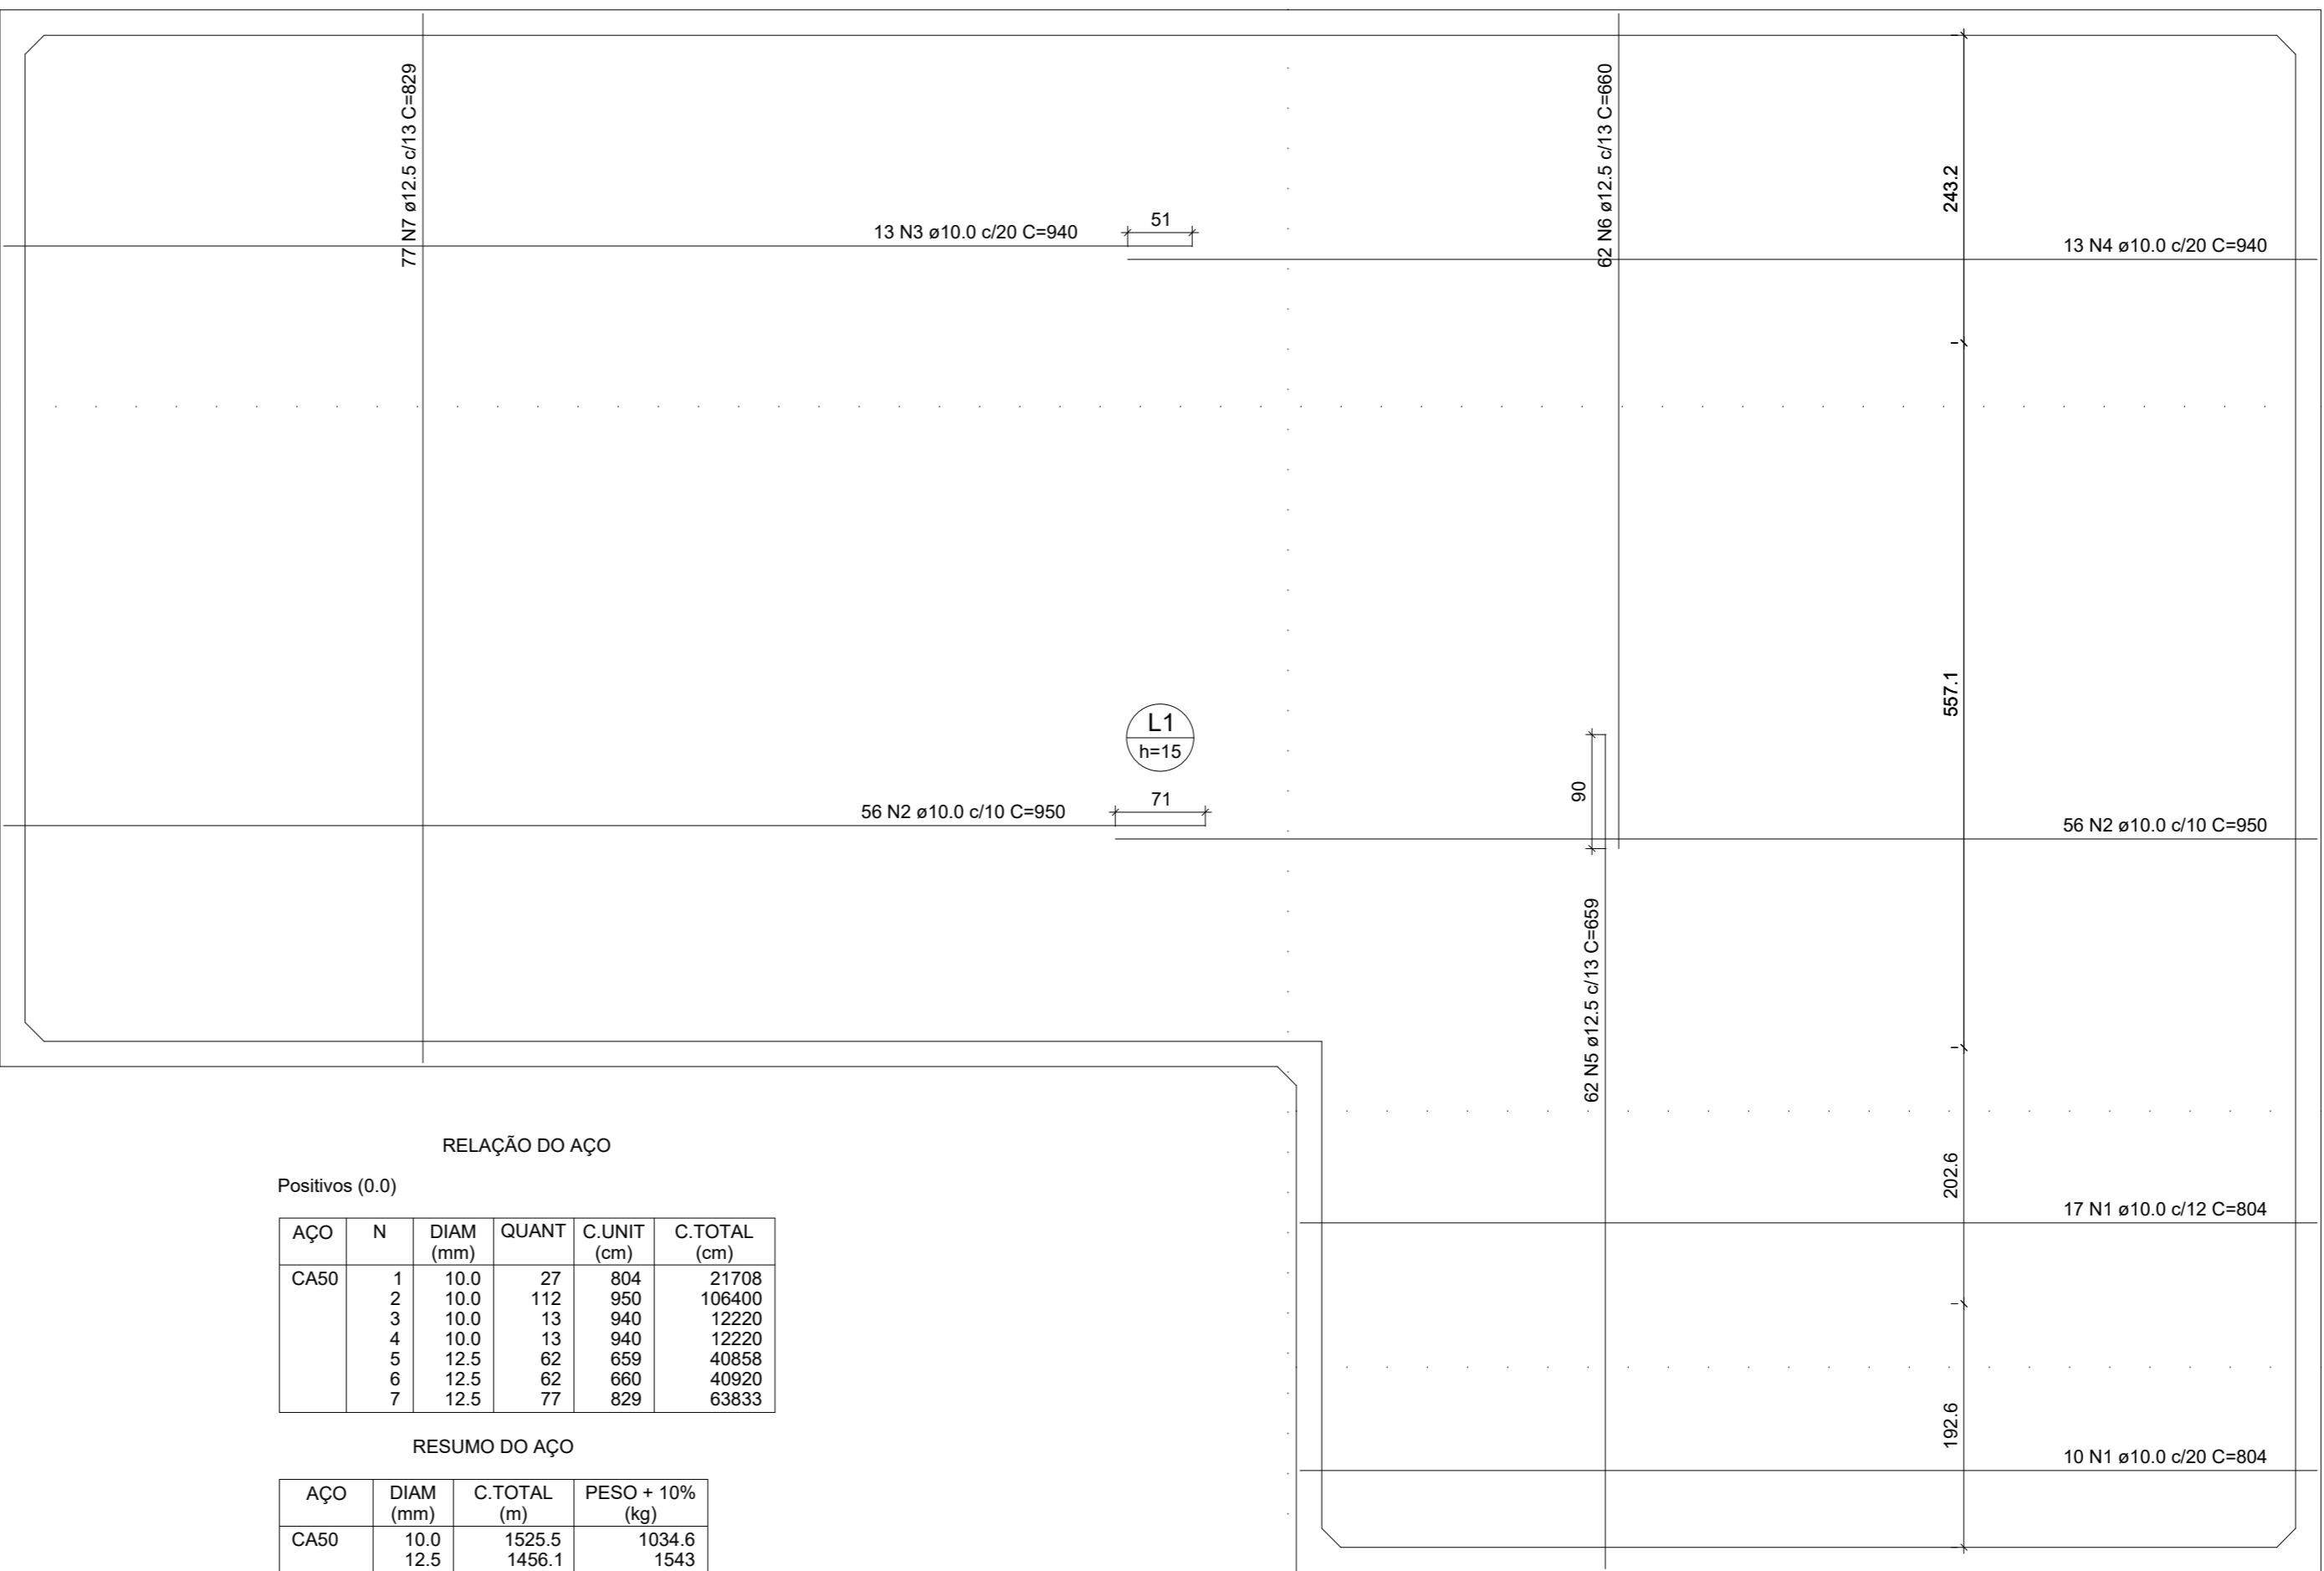 77 N7 ø12.5 c/13 C=829
62 N6 ø12.5 c/13 C=660
243.2
13 N3 ø10.0 c/20 C=940
51
13 N4 ø10.0 c/20 C=940
557.1
L1
h=15
90
56 N2 ø10.0 c/10 C=950
71
56 N2 ø10.0 c/10 C=950
62 N5 ø12.5 c/13 C=659
202.6
17 N1 ø10.0 c/12 C=804
192.6
10 N1 ø10.0 c/20 C=804
RELAÇÃO DO AÇO
Positivos (0.0)
AÇO N DIAM QUANT C.UNIT C.TOTAL
(mm) (cm) (cm)
CA50 1 10.0 27 804 21708
2 10.0 112 950 106400
3 10.0 13 940 12220
4 10.0 13 940 12220
5 12.5 62 659 40858
6 12.5 62 660 40920
7 12.5 77 829 63833
RESUMO DO AÇO
AÇO DIAM C.TOTAL PESO + 10%
(mm) (m) (kg)
CA50 10.0 1525.5 1034.6
12.5 1456.1 1543